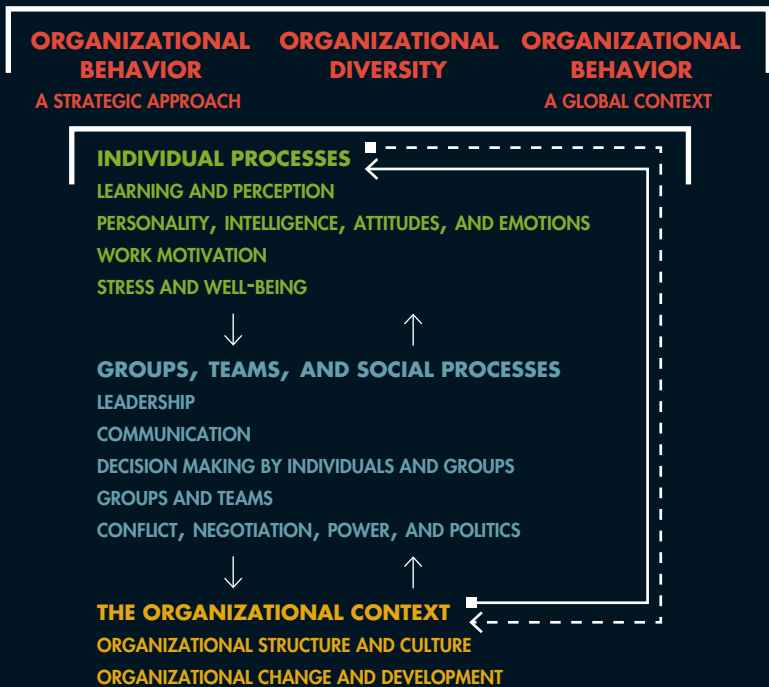 ORGANIZATIONAL BEHAVIOR
A STRATEGIC APPROACH
ORGANIZATIONAL DIVERSITY
ORGANIZATIONAL BEHAVIOR
A GLOBAL CONTEXT
INDIVIDUAL PROCESSES
LEARNING AND PERCEPTION
PERSONALITY, INTELLIGENCE, ATTITUDES, AND EMOTIONS
WORK MOTIVATION
STRESS AND WELL-BEING
GROUPS, TEAMS, AND SOCIAL PROCESSES
LEADERSHIP
COMMUNICATION
DECISION MAKING BY INDIVIDUALS AND GROUPS
GROUPS AND TEAMS
CONFLICT, NEGOTIATION, POWER, AND POLITICS
THE ORGANIZATIONAL CONTEXT
ORGANIZATIONAL STRUCTURE AND CULTURE
ORGANIZATIONAL CHANGE AND DEVELOPMENT